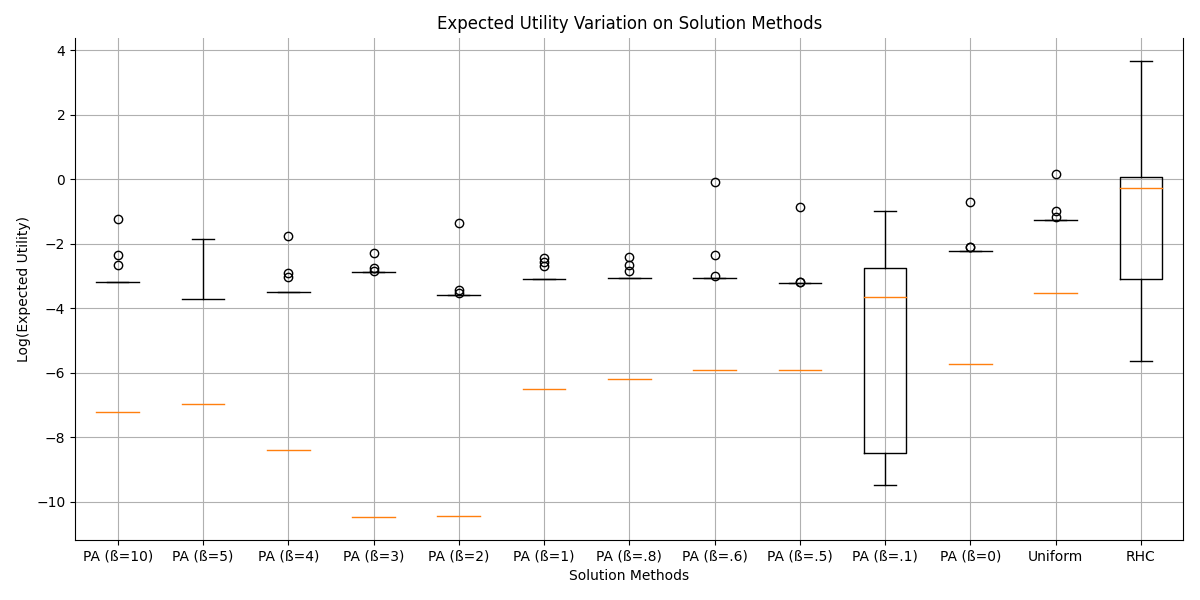 Expected Utility Variation on Solution Methods
Log(Expected Utility)
4
2
0
−2
−4
−6
−8
−10
PA (ß=10) PA (ß=5) PA (ß=4) PA (ß=3) PA (ß=2) PA (ß=1) PA (ß=.8) PA (ß=.6) PA (ß=.5) PA (ß=.1) PA (ß=0) Uniform RHC
Solution Methods